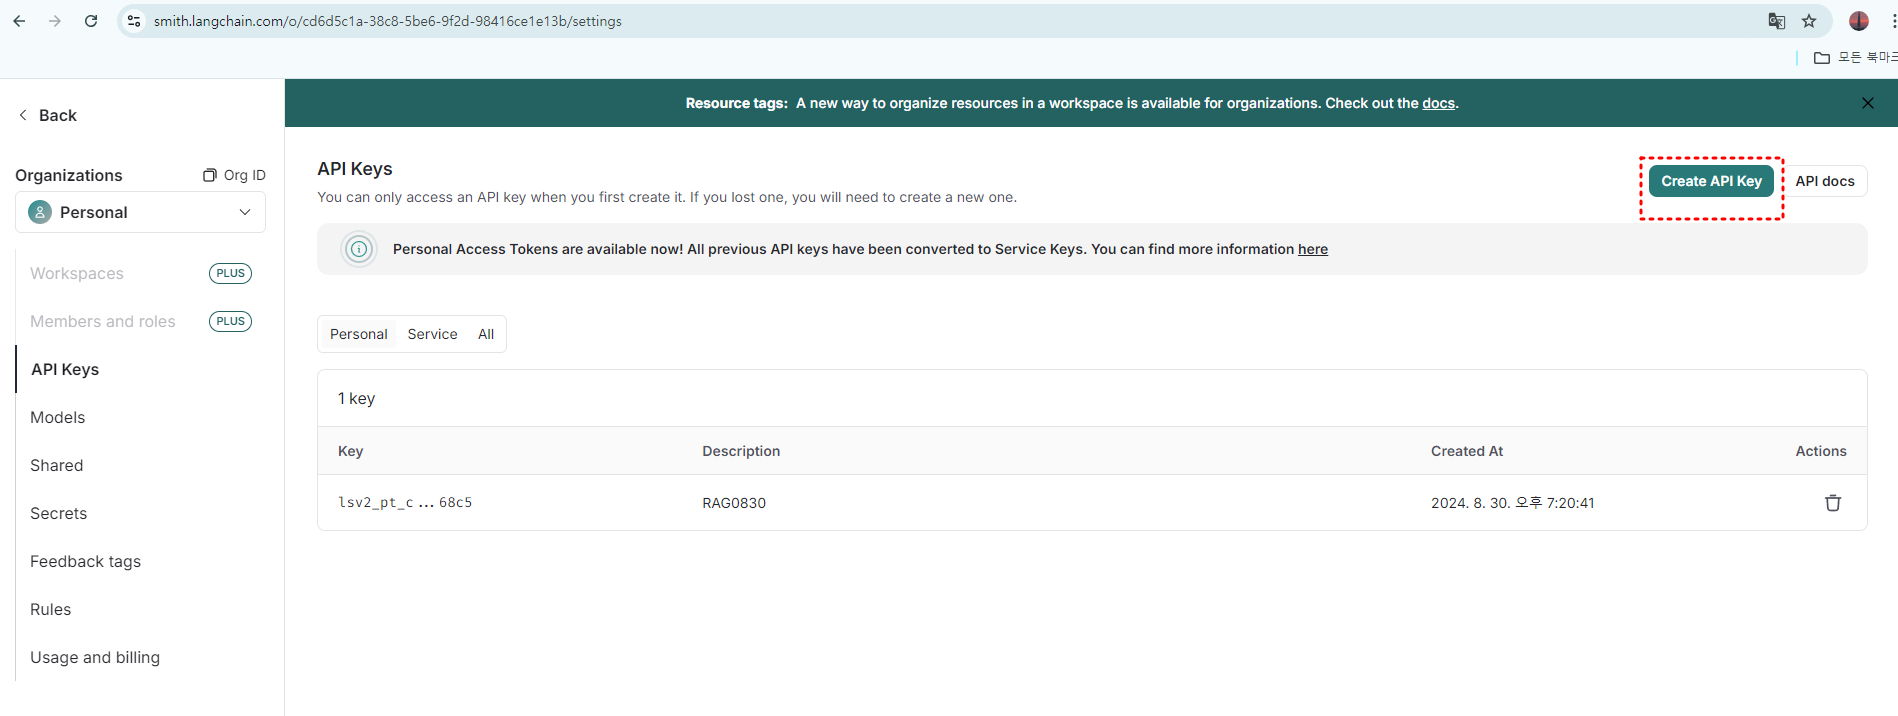 smith.langchain.com/o/cd6d5c1a-38c8-5be6-9f2d-98416ce1e13b/settings
모든 북마크
Back
Resource tags: A new way to organize resources in a workspace is available for organizations. Check out the docs.
Organizations Org ID
Personal
Workspaces PLUS
Members and roles PLUS
API Keys
Models
Shared
Secrets
Feedback tags
Rules
Usage and billing
API Keys
You can only access an API key when you first create it. If you lost one, you will need to create a new one.
Create API Key API docs
Personal Access Tokens are available now! All previous API keys have been converted to Service Keys. You can find more information here
Personal Service All
1 key
Key Description Created At Actions
lsv2_pt_c...68c5 RAG0830 2024. 8. 30. 오후 7:20:41